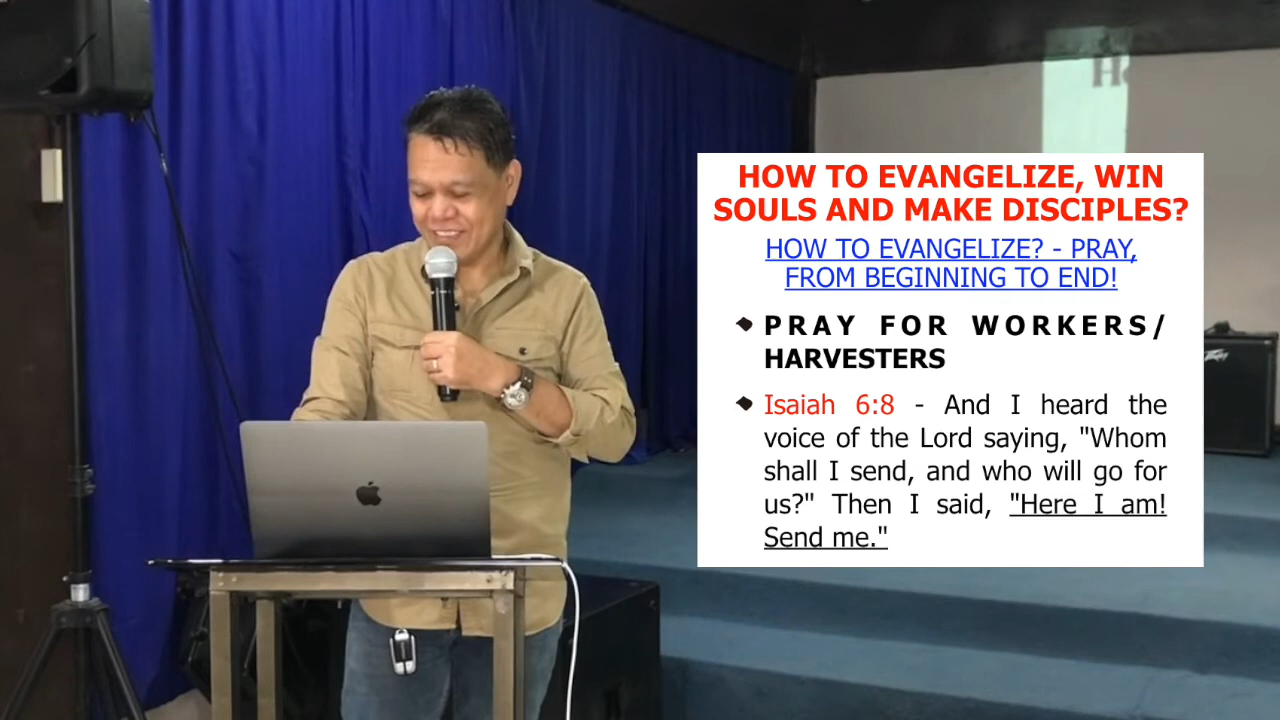 HOW TO EVANGELIZE, WIN
SOULS AND MAKE DISCIPLES?
HOW TO EVANGELIZE? - PRAY,
FROM BEGINNING TO END!
PRAY FOR WORKERS/
HARVESTERS
Isaiah 6:8 - And I heard the
voice of the Lord saying, "Whom
shall I send, and who will go for
us?" Then I said, "Here I am!
Send me."
PEAVEY